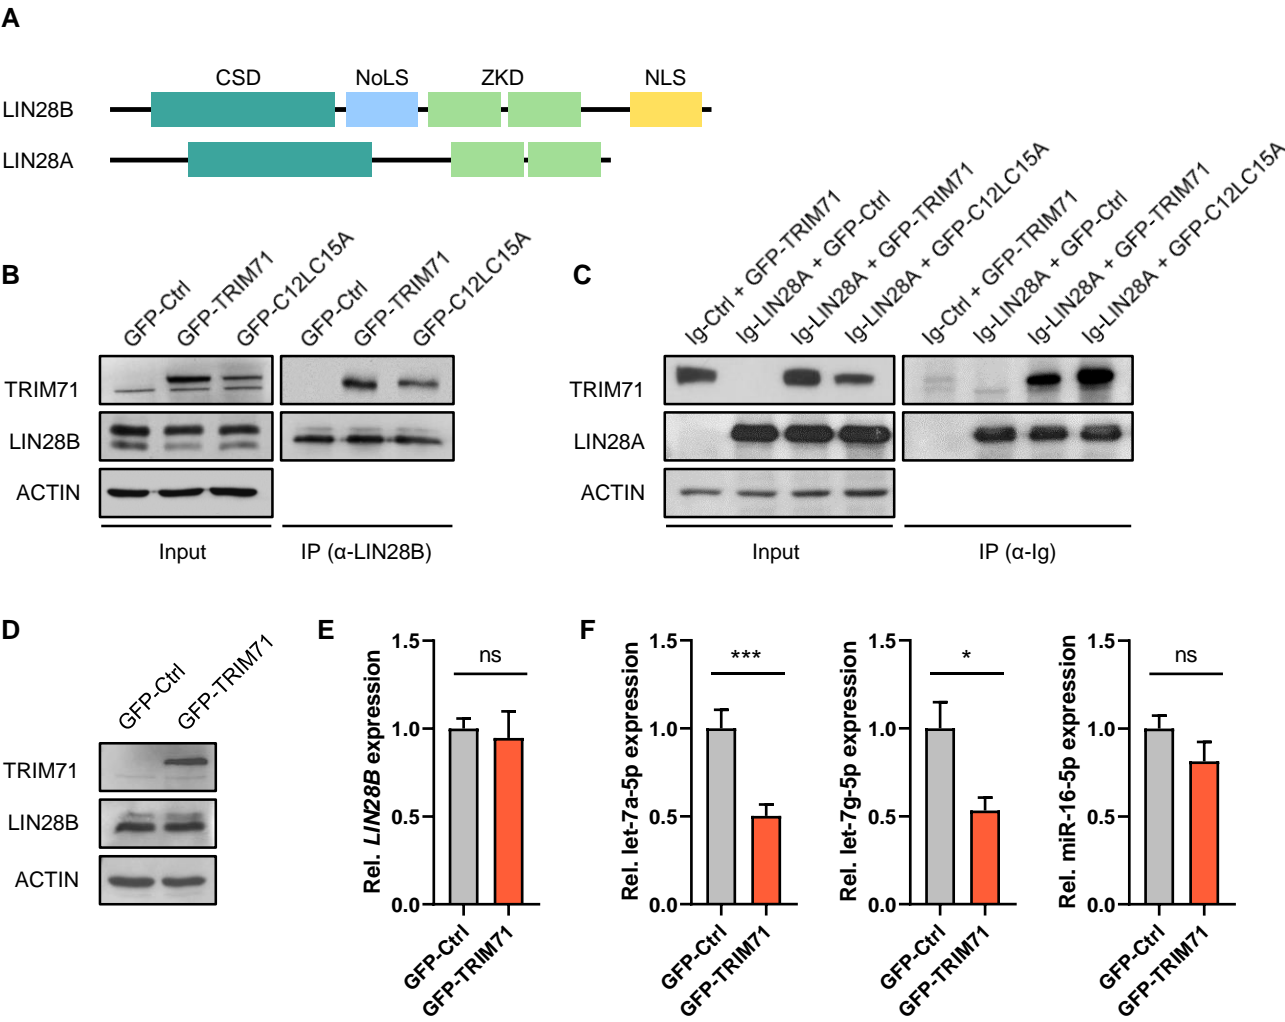 A
CSD NoLS ZKD NLS
LIN28B
LIN28A
B
GFP-Ctrl
GFP-TRIM71
GFP-C12LC15A
GFP-Ctrl
GFP-TRIM71
GFP-C12LC15A
TRIM71
LIN28B
ACTIN
Input IP (α-LIN28B)
C
Ig-Ctrl + GFP-TRIM71
Ig-LIN28A + GFP-Ctrl
Ig-LIN28A + GFP-TRIM71
Ig-LIN28A + GFP-C12LC15A
Ig-Ctrl + GFP-TRIM71
Ig-LIN28A + GFP-Ctrl
Ig-LIN28A + GFP-TRIM71
Ig-LIN28A + GFP-C12LC15A
TRIM71
LIN28A
ACTIN
Input IP (α-Ig)
D
GFP-Ctrl
GFP-TRIM71
TRIM71
LIN28B
ACTIN
E
Rel. LIN28B expression
1.5
1.0
0.5
0.0
ns
GFP-Ctrl
GFP-TRIM71
F
Rel. let-7a-5p expression
1.5
1.0
0.5
0.0
***
GFP-Ctrl
GFP-TRIM71
Rel. let-7g-5p expression
1.5
1.0
0.5
0.0
*
GFP-Ctrl
GFP-TRIM71
Rel. miR-16-5p expression
1.5
1.0
0.5
0.0
ns
GFP-Ctrl
GFP-TRIM71